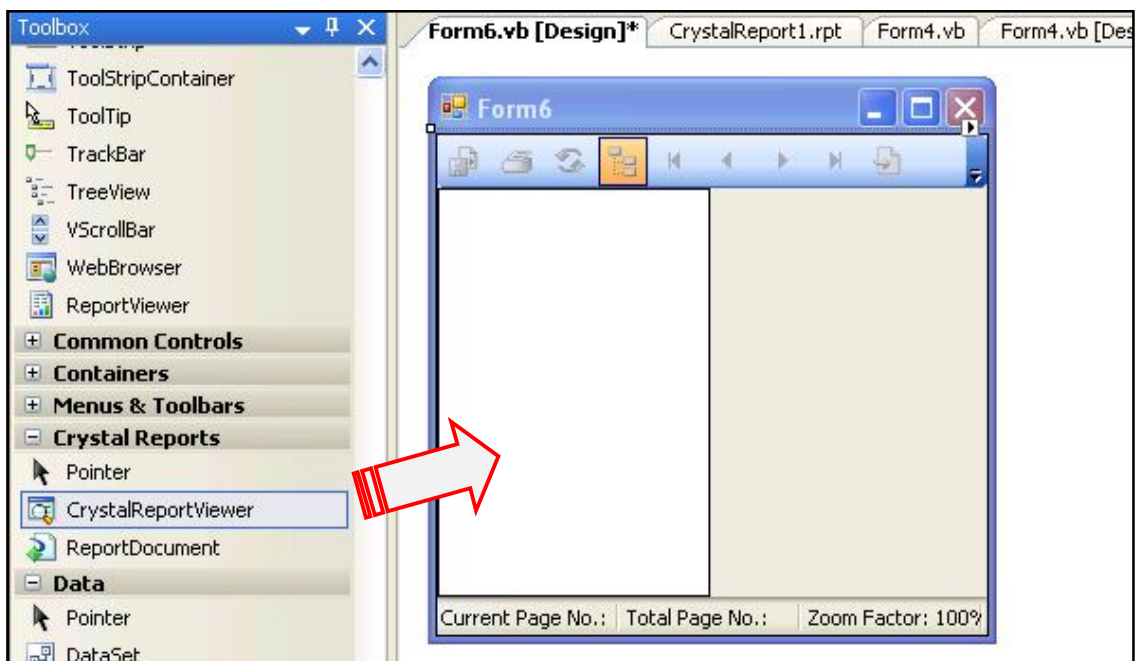 Toolbox
ToolStrip
ToolStripContainer
ToolTip
TrackBar
TreeView
VScrollBar
WebBrowser
ReportViewer
Common Controls
Containers
Menus & Toolbars
Crystal Reports
Pointer
CrystalReportViewer
ReportDocument
Data
Pointer
DataSet
Form6.vb [Design]* CrystalReport1.rpt Form4.vb Form4.vb [Des
Form6
Current Page No.: Total Page No.: Zoom Factor: 100%